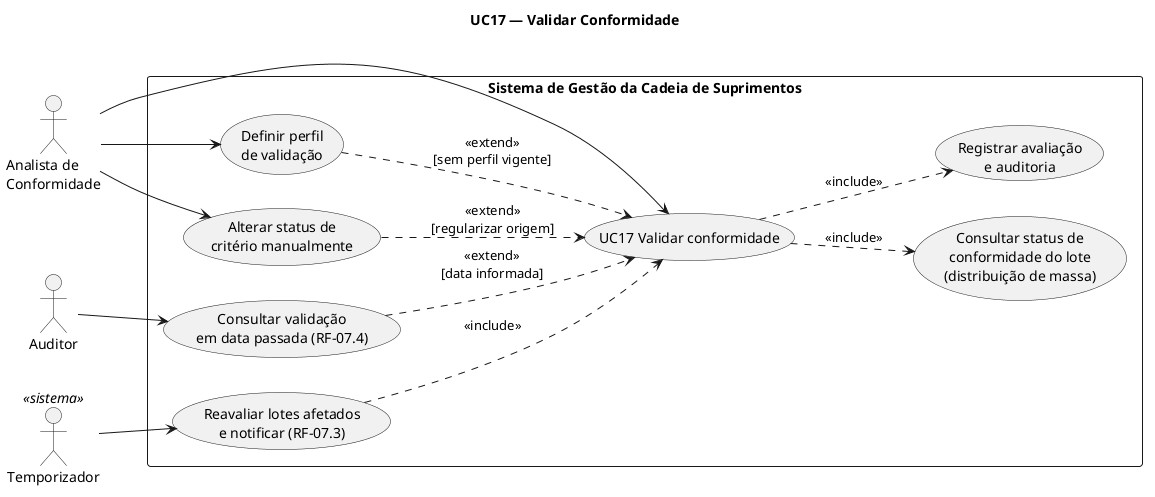 UC17 — Validar Conformidade
Sistema de Gestão da Cadeia de Suprimentos
Analista de
Conformidade
Auditor
«sistema»
Temporizador
Definir perfil
de validação
Alterar status de
critério manualmente
Consultar validação
em data passada (RF-07.4)
Reavaliar lotes afetados
e notificar (RF-07.3)
«extend»
[sem perfil vigente]
«extend»
[regularizar origem]
«extend»
[data informada]
«include»
UC17 Validar conformidade
«include»
«include»
Registrar avaliação
e auditoria
Consultar status de
conformidade do lote
(distribuição de massa)